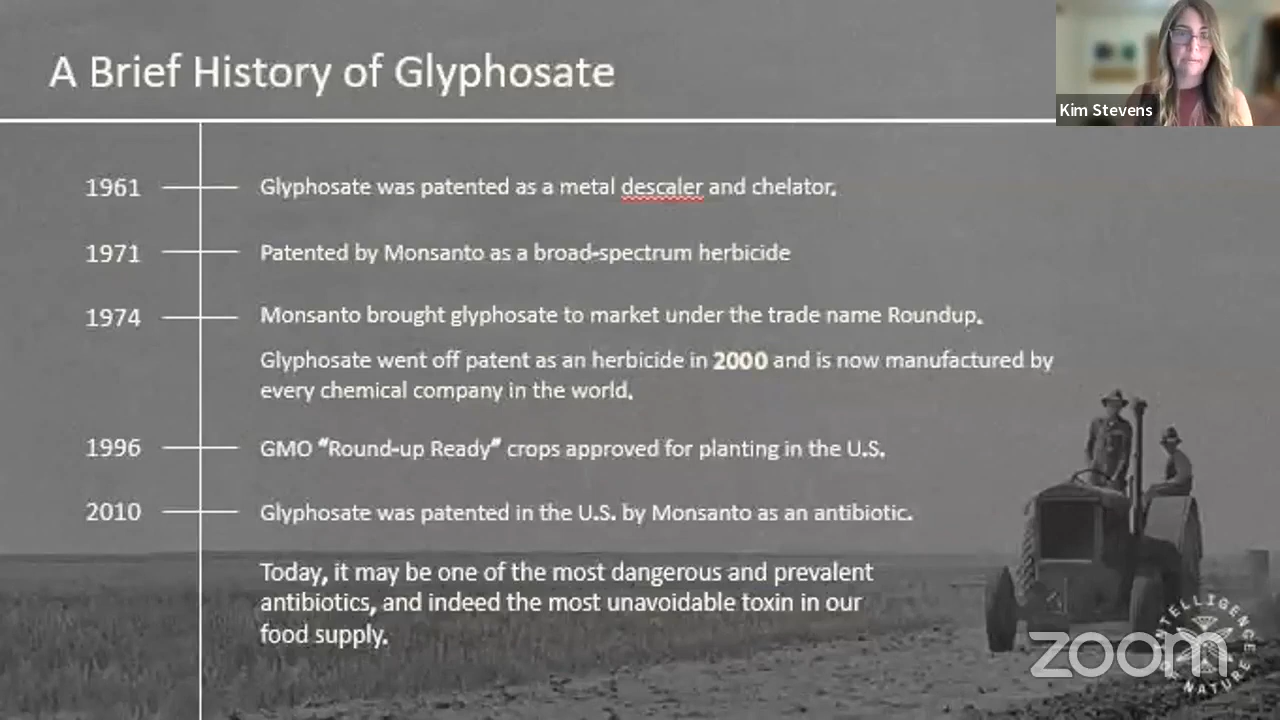 A Brief History of Glyphosate
Kim Stevens
1961
Glyphosate was patented as a metal descaler and chelator.
1971
Patented by Monsanto as a broad-spectrum herbicide
1974
Monsanto brought glyphosate to market under the trade name Roundup.
Glyphosate went off patent as an herbicide in 2000 and is now manufactured by
every chemical company in the world.
1996
GMO "Round-up Ready" crops approved for planting in the U.S.
2010
Glyphosate was patented in the U.S. by Monsanto as an antibiotic.
Today, it may be one of the most dangerous and prevalent
antibiotics, and indeed the most unavoidable toxin in our
food supply.
zoom
INTELLIGENCE OF NATURE